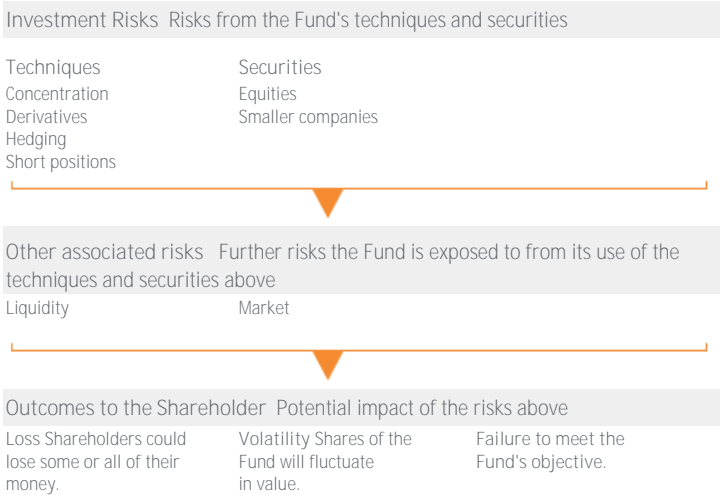 Investment Risks Risks from the Fund's techniques and securities
Techniques
Concentration
Derivatives
Hedging
Short positions
Securities
Equities
Smaller companies
Other associated risks Further risks the Fund is exposed to from its use of the
techniques and securities above
Liquidity
Market
Outcomes to the Shareholder Potential impact of the risks above
Loss Shareholders could
lose some or all of their
money.
Volatility Shares of the
Fund will fluctuate
in value.
Failure to meet the
Fund's objective.